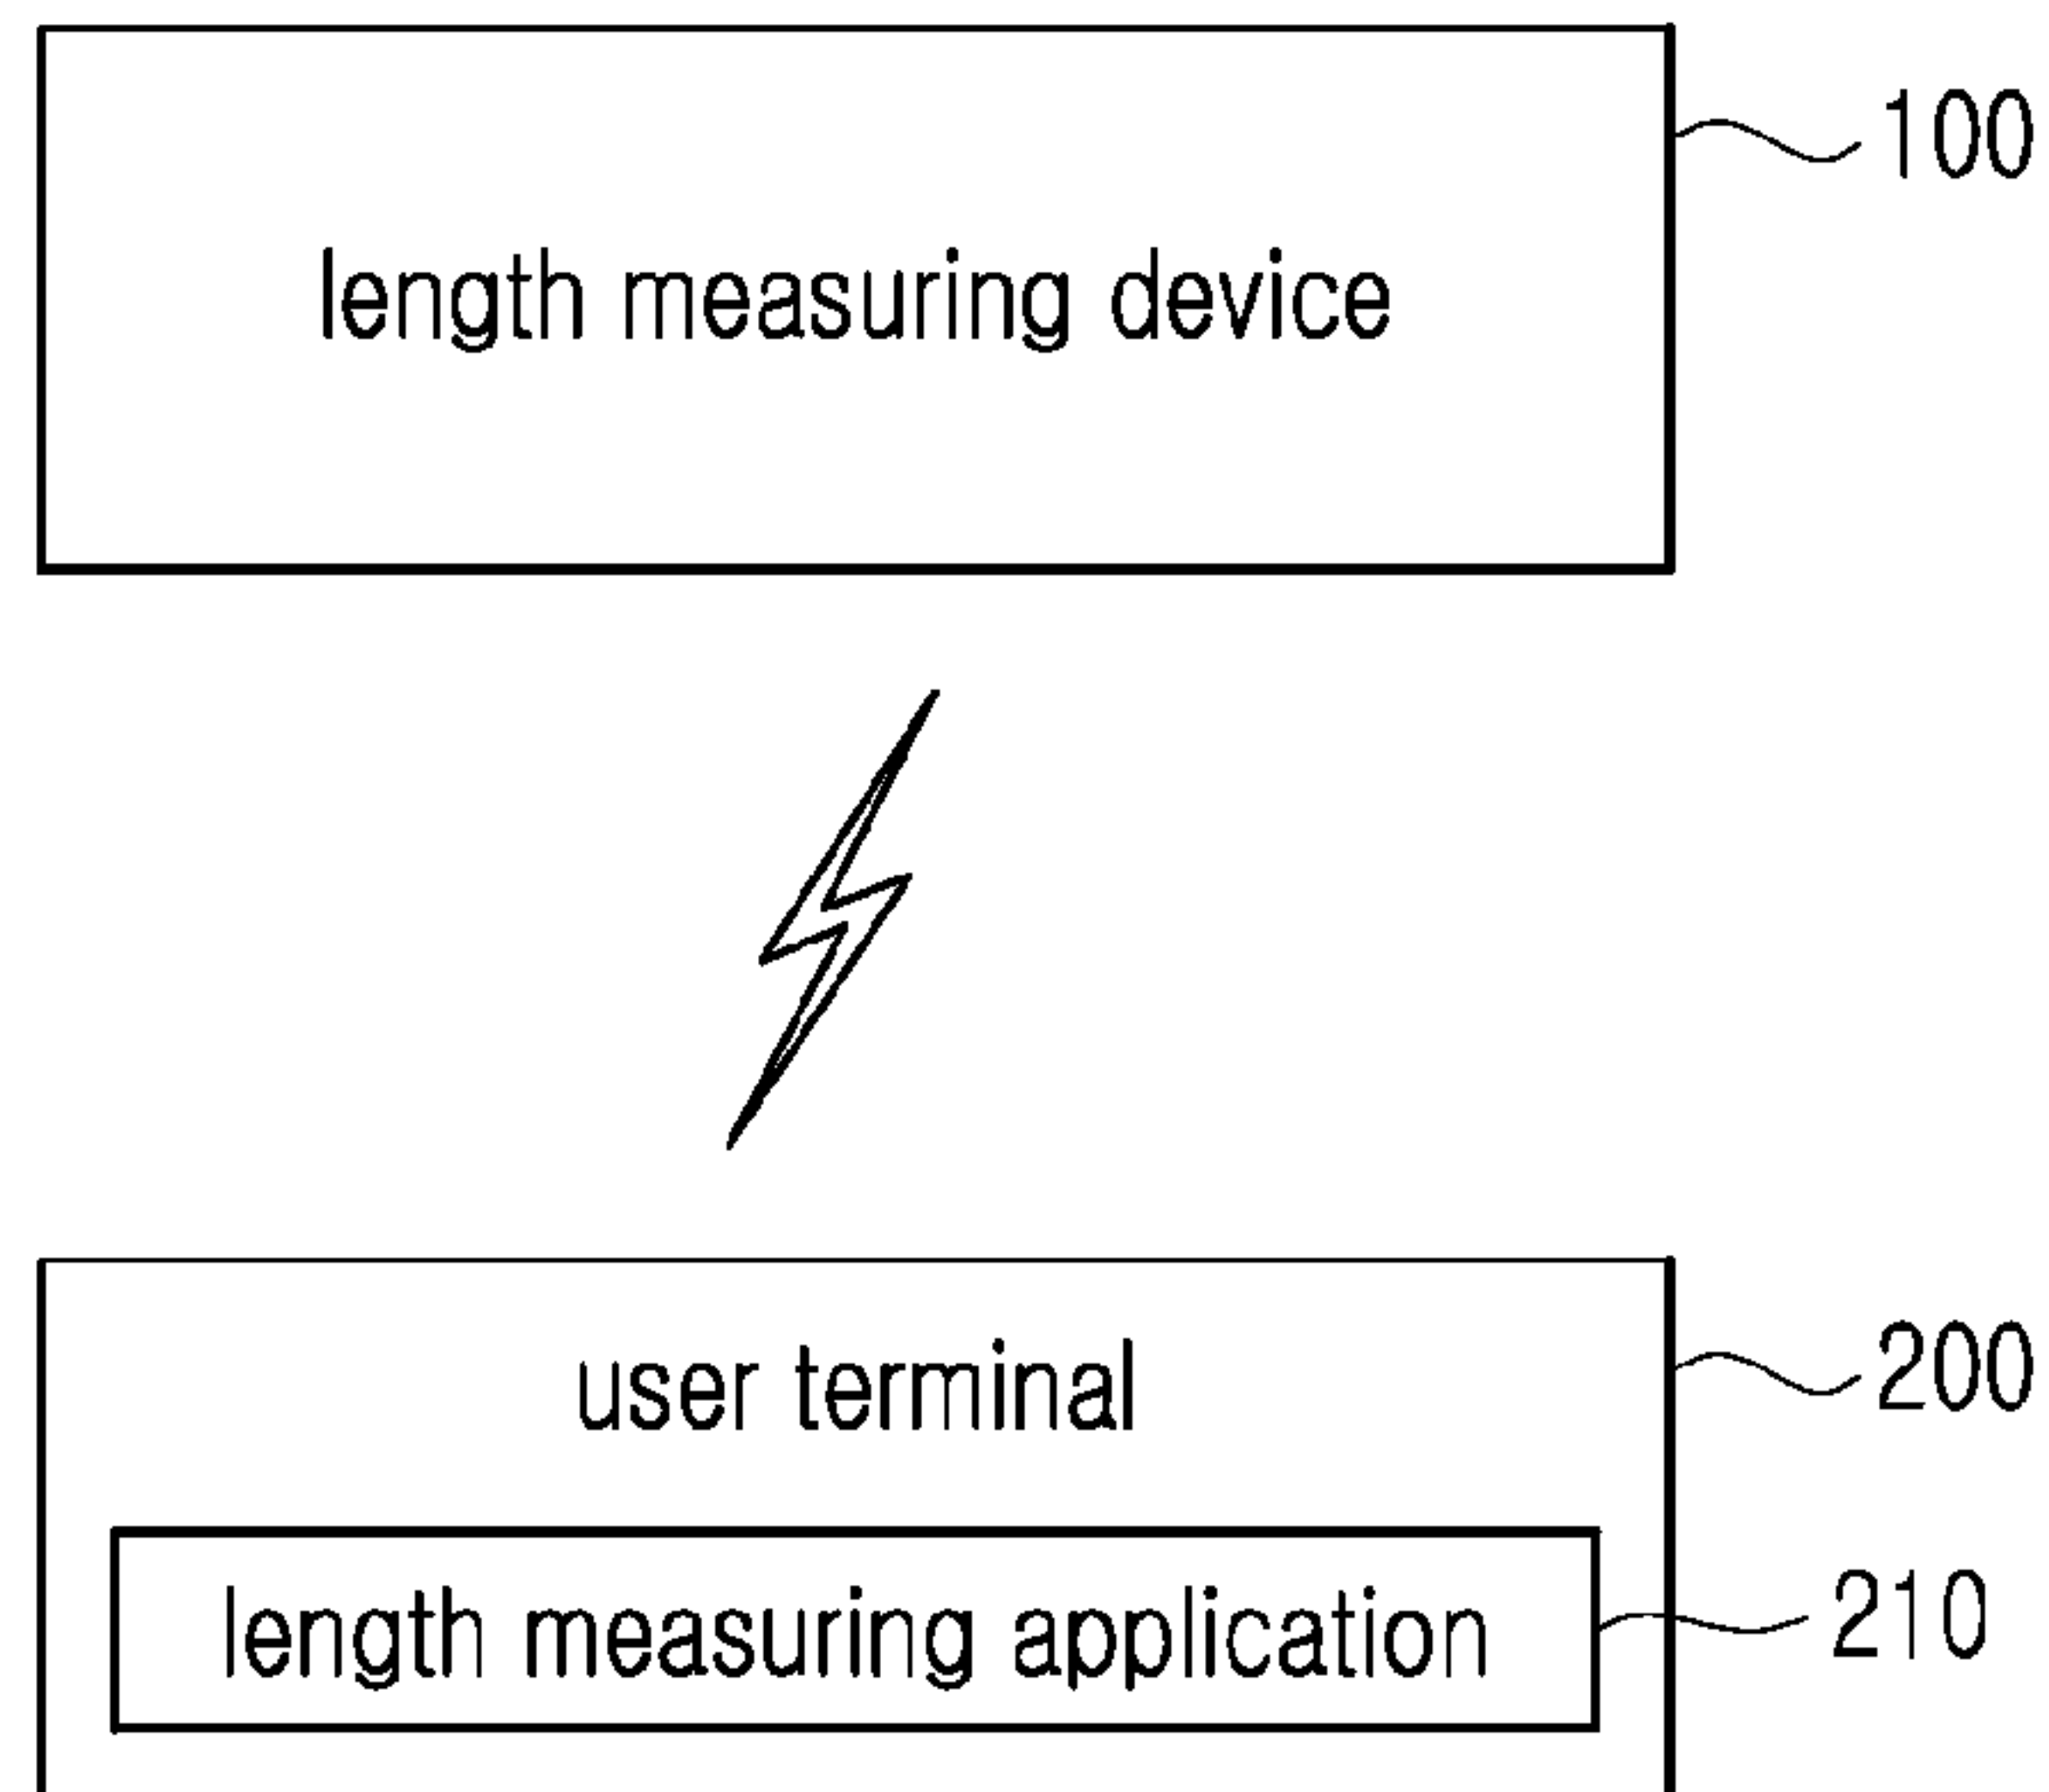 100
length measuring device
user terminal
200
length measuring application
210